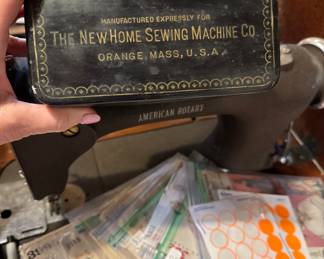 MANUFACTURED EXPRESSLY FOR
THE NEW HOME SEWING MACHINE CO.
ORANGE, MASS, U.S.A.
AMERICAN ROTARY